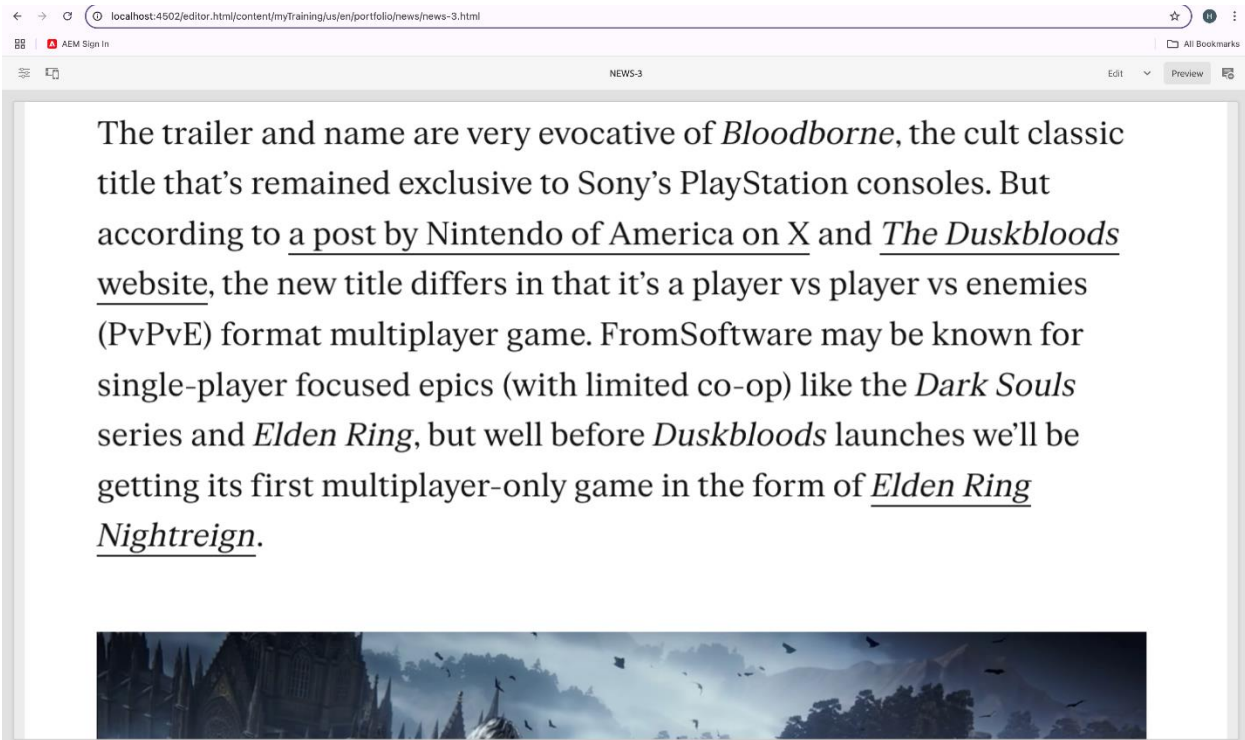 localhost:4502/editor.html/content/myTraining/us/en/portfolio/news/news-3.html
H
AEM Sign In
All Bookmarks
NEWS-3
Edit
Preview
The trailer and name are very evocative of Bloodborne, the cult classic
title that’s remained exclusive to Sony’s PlayStation consoles. But
according to a post by Nintendo of America on X and The Duskbloods
website, the new title differs in that it’s a player vs player vs enemies
(PvPvE) format multiplayer game. FromSoftware may be known for
single-player focused epics (with limited co-op) like the Dark Souls
series and Elden Ring, but well before Duskbloods launches we’ll be
getting its first multiplayer-only game in the form of Elden Ring
Nightreign.